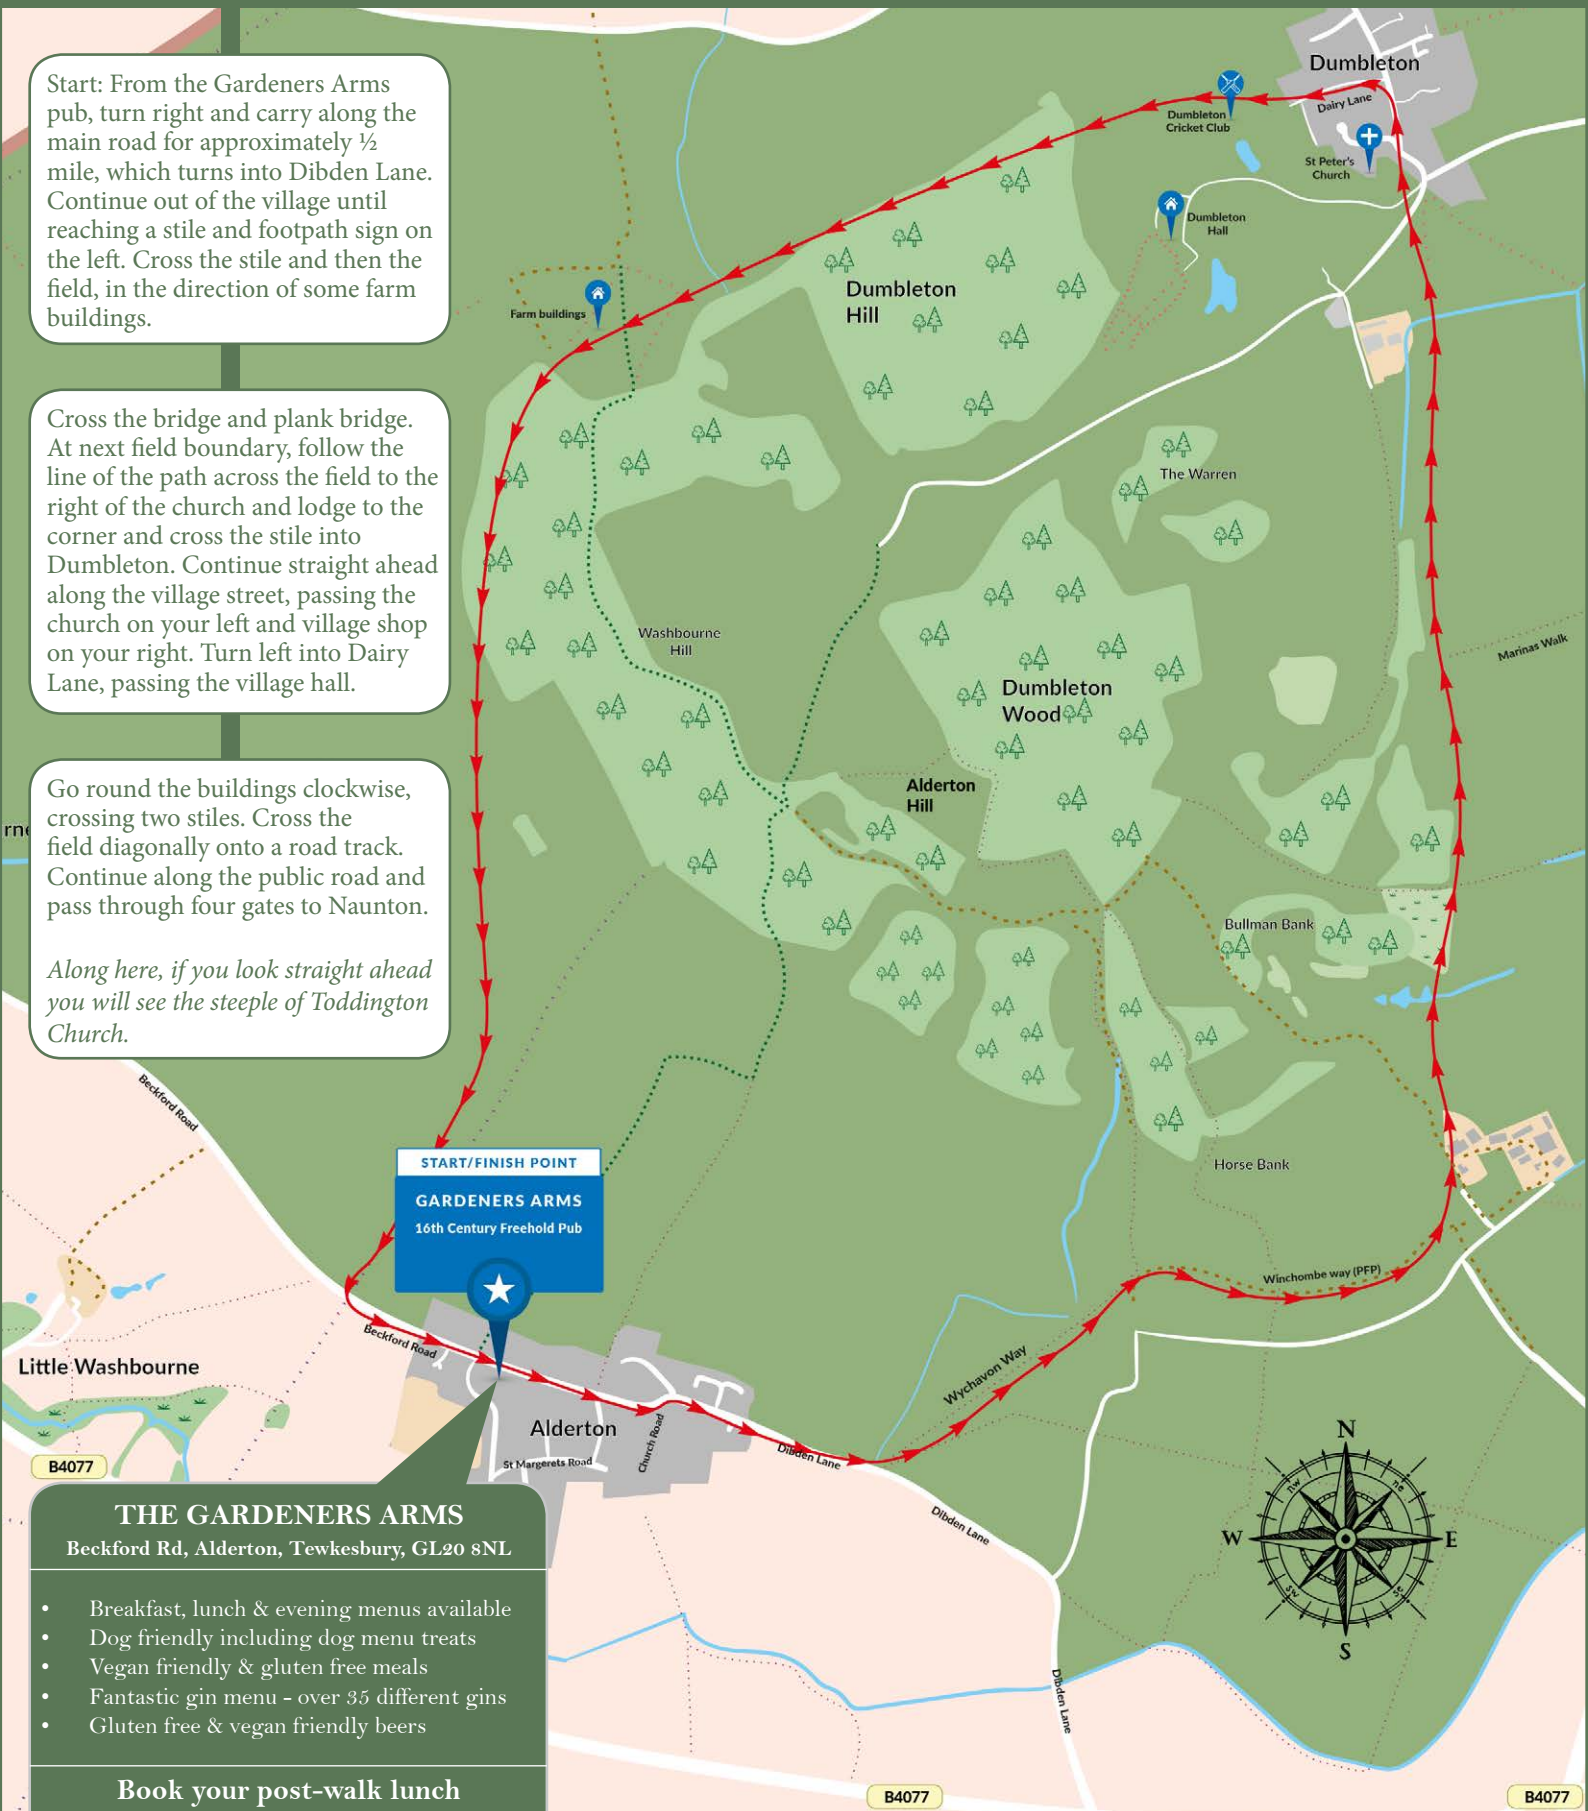 Start: From the Gardeners Arms
pub, turn right and carry along the
main road for approximately ½
mile, which turns into Dibden Lane.
Continue out of the village until
reaching a stile and footpath sign on
the left. Cross the stile and then the
field, in the direction of some farm
buildings.
Cross the bridge and plank bridge.
At next field boundary, follow the
line of the path across the field to the
right of the church and lodge to the
corner and cross the stile into
Dumbleton. Continue straight ahead
along the village street, passing the
church on your left and village shop
on your right. Turn left into Dairy
Lane, passing the village hall.
Go round the buildings clockwise,
crossing two stiles. Cross the
field diagonally onto a road track.
Continue along the public road and
pass through four gates to Naunton.
Along here, if you look straight ahead
you will see the steeple of Toddington
Church.
Dumbleton
Dairy Lane
Dumbleton
Cricket Club
St Peter's
Church
Dumbleton
Hall
Farm buildings
Dumbleton
Hill
The Warren
Washbourne
Hill
Marinas Walk
Dumbleton
Wood
Alderton
Hill
rne
Bullman Bank
Horse Bank
Beckford Road
START/FINISH POINT
GARDENERS ARMS
16th Century Freehold Pub
Winchombe way (PFP)
Beckford Road
Little Washbourne
Wychavon Way
Alderton
Church Road
St Margerets Road
Dibden Lane
Dibden Lane
Dibden Lane
B4077
N
nw
ne
W
E
sw
se
S
THE GARDENERS ARMS
Beckford Rd, Alderton, Tewkesbury, GL20 8NL
• Breakfast, lunch & evening menus available
• Dog friendly including dog menu treats
• Vegan friendly & gluten free meals
• Fantastic gin menu - over 35 different gins
• Gluten free & vegan friendly beers
Book your post-walk lunch
B4077
B4077